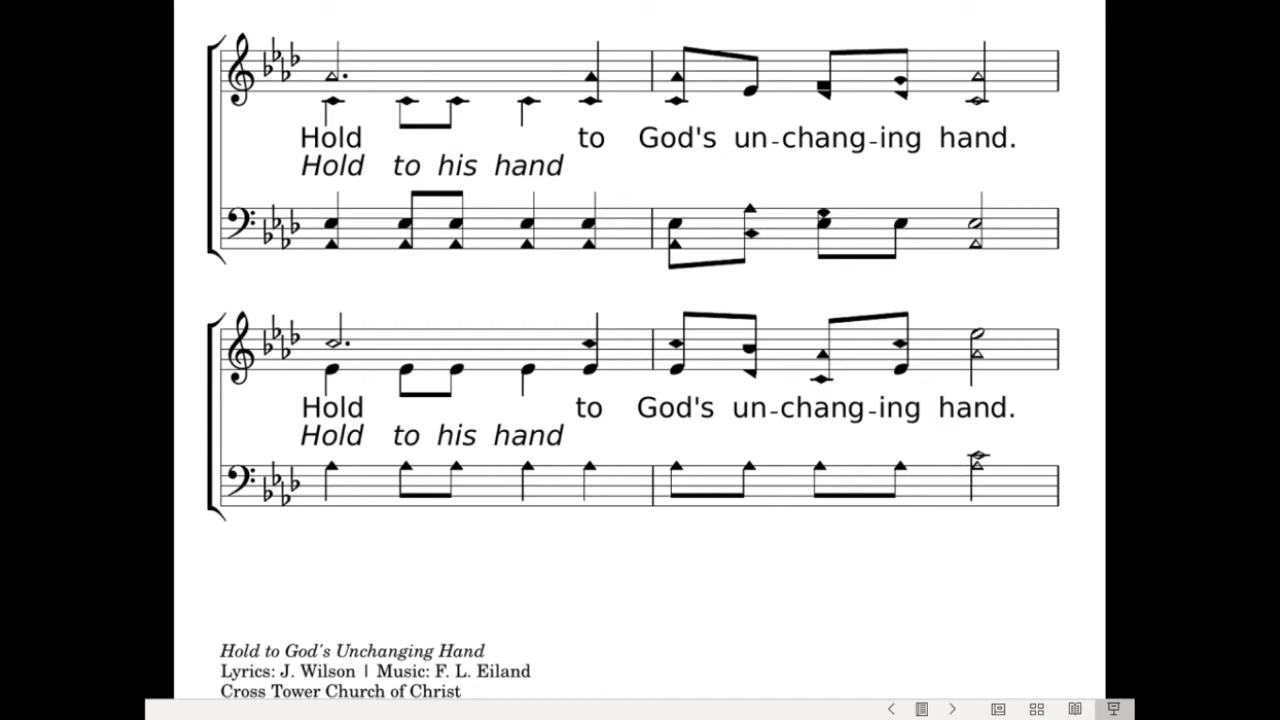 Hold to God's un-chang-ing hand.
Hold to his hand
Hold to God's un-chang-ing hand.
Hold to his hand
Hold to God's Unchanging Hand
Lyrics: J. Wilson | Music: F. L. Eiland
Cross Tower Church of Christ